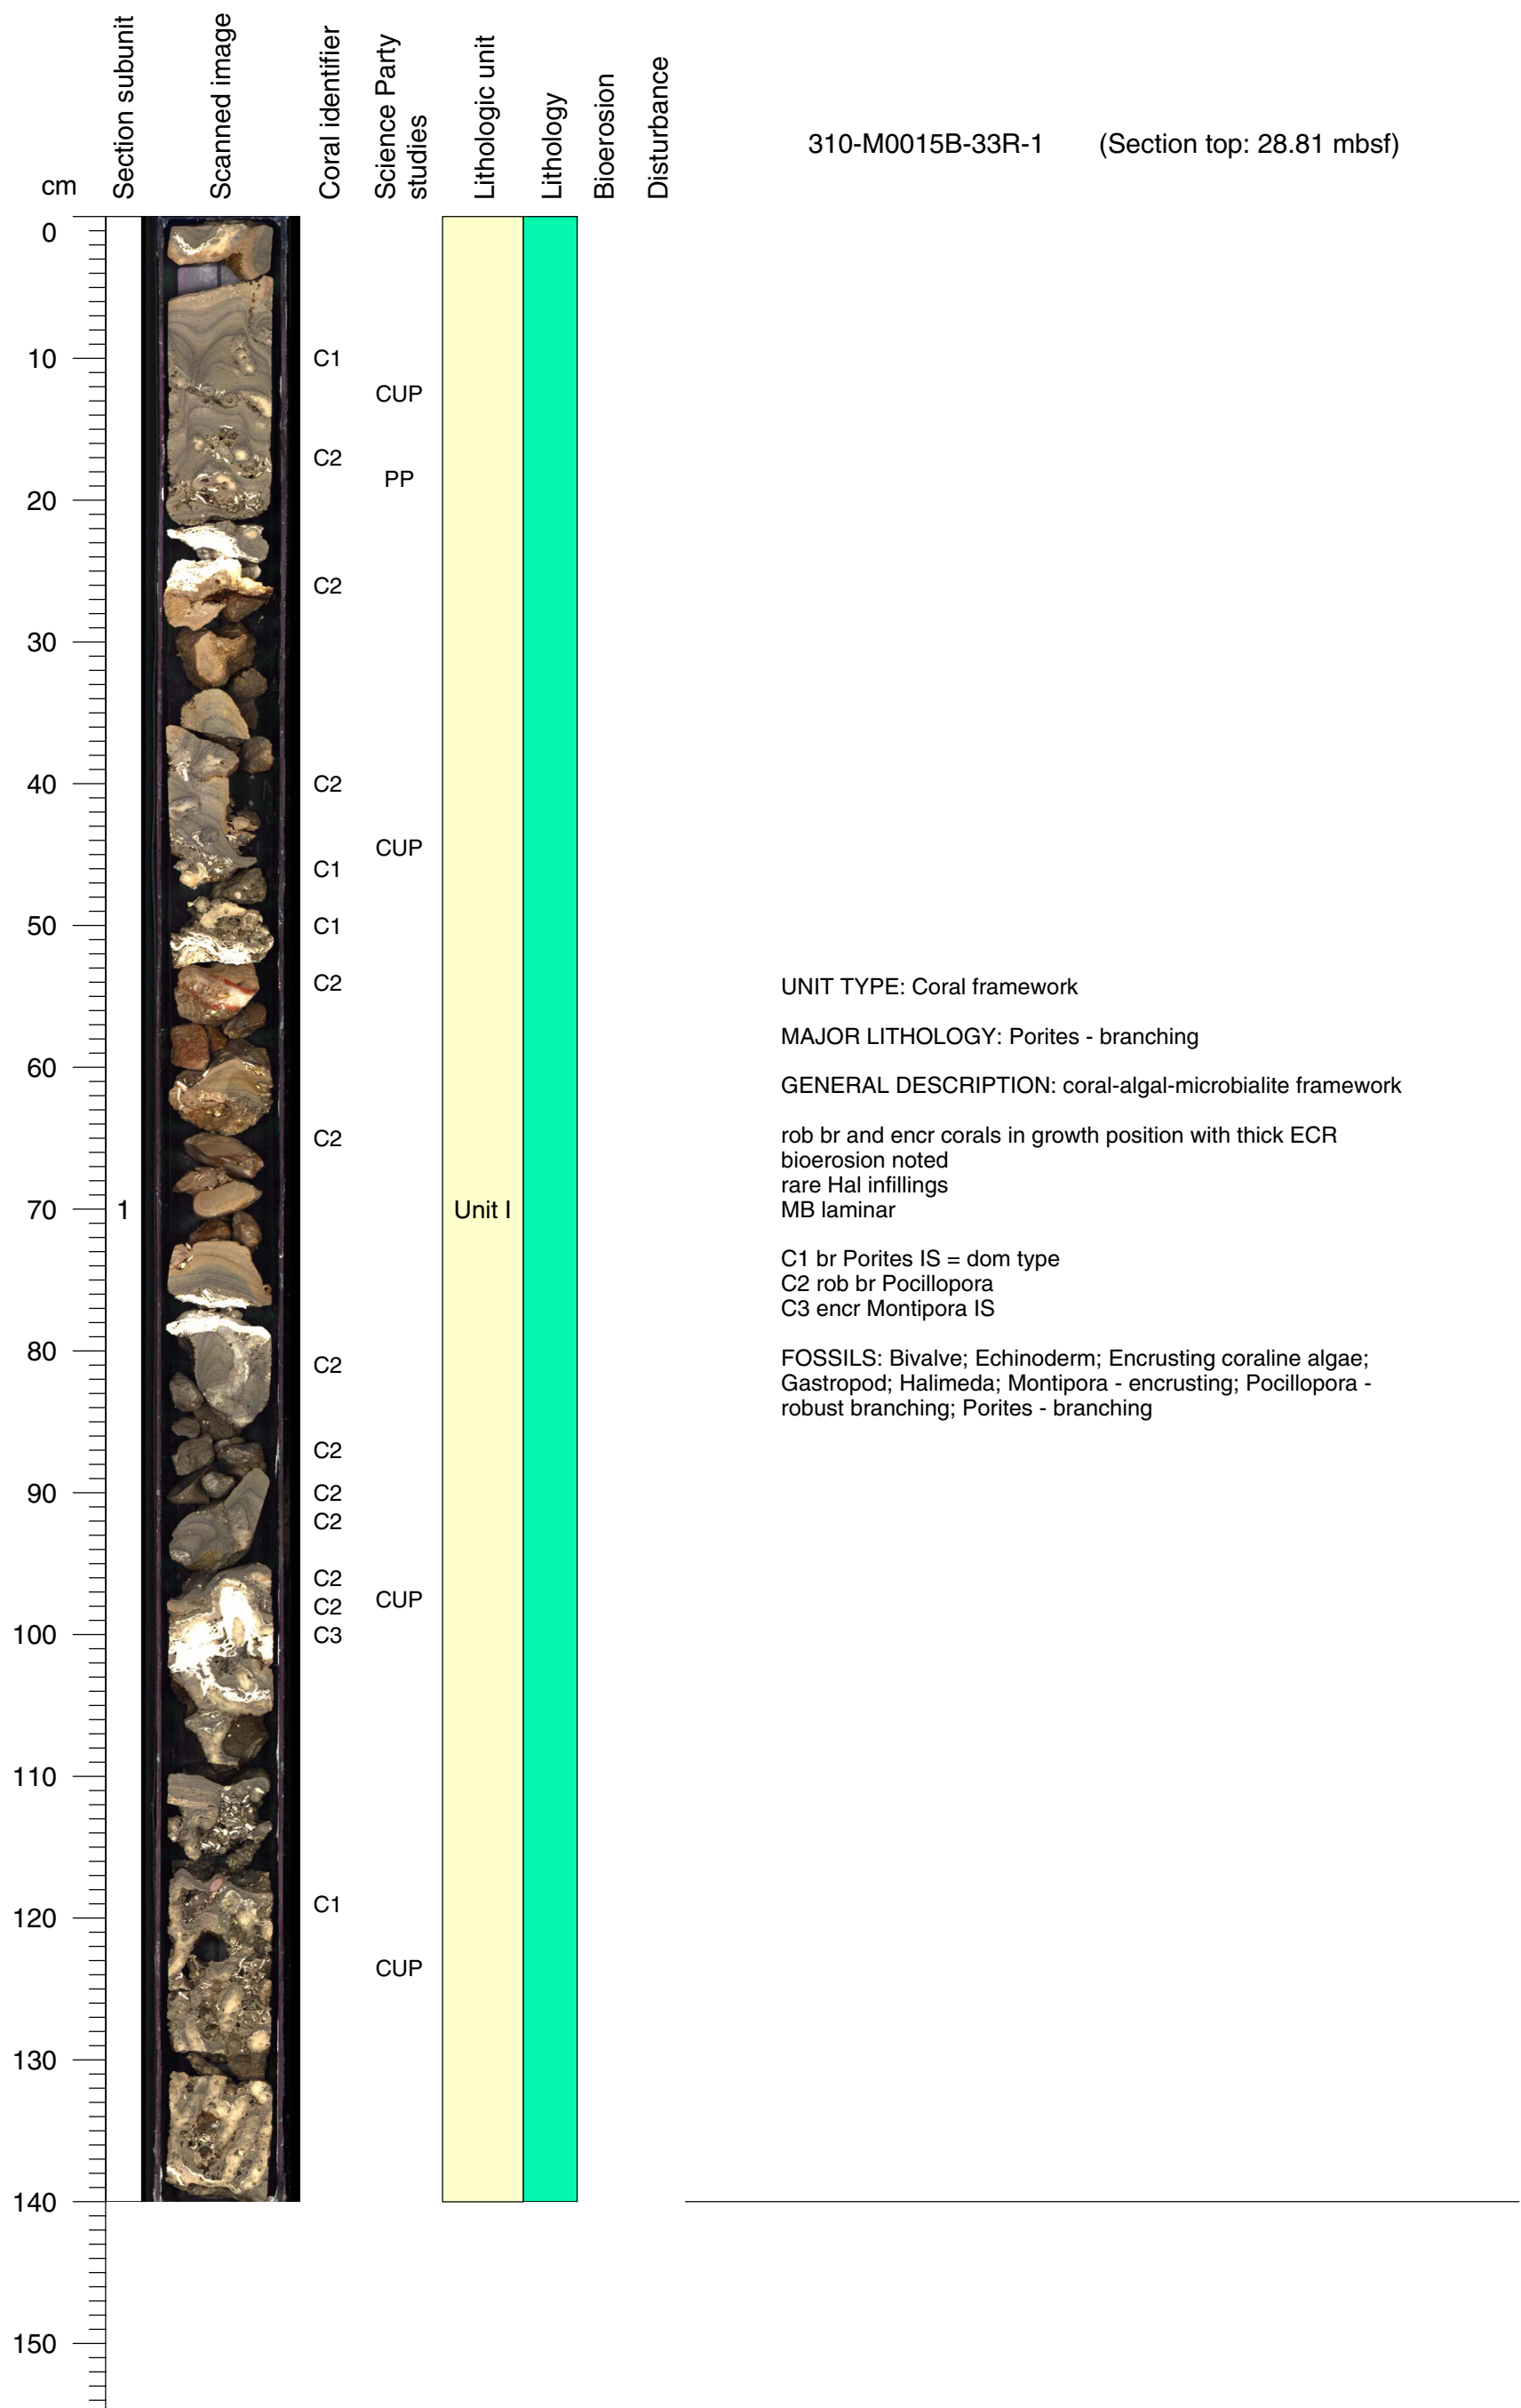 Section subunit
Scanned image
Coral identifier
Science Party
studies
Lithologic unit
Lithology
Bioerosion
Disturbance
310-M0015B-33R-1 (Section top: 28.81 mbsf)
cm
0
10 C1
CUP
C2
PP
20
C2
30
40 C2
CUP
C1
50 C1
C2
60
C2
70 1 Unit I
80
C2
C2
90 C2
C2
C2
CUP
C2
100 C3
110
C1
120
CUP
130
140
150
UNIT TYPE: Coral framework
MAJOR LITHOLOGY: Porites - branching
GENERAL DESCRIPTION: coral-algal-microbialite framework
rob br and encr corals in growth position with thick ECR
bioerosion noted
rare Hal infillings
MB laminar
C1 br Porites IS = dom type
C2 rob br Pocillopora
C3 encr Montipora IS
FOSSILS: Bivalve; Echinoderm; Encrusting coraline algae;
Gastropod; Halimeda; Montipora - encrusting; Pocillopora -
robust branching; Porites - branching